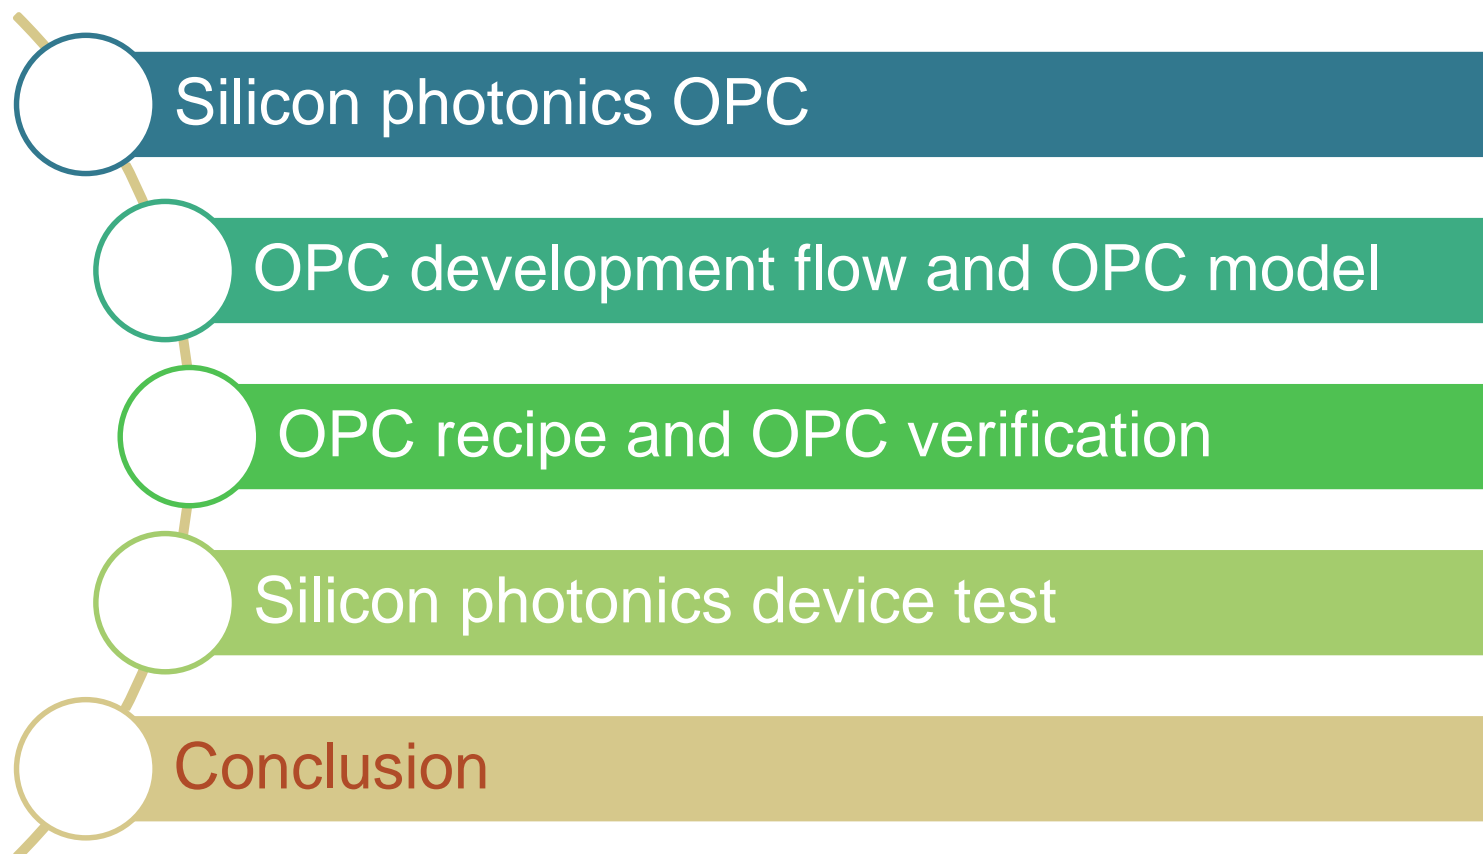 Silicon photonics OPC
OPC development flow and OPC model
OPC recipe and OPC verification
Silicon photonics device test
Conclusion